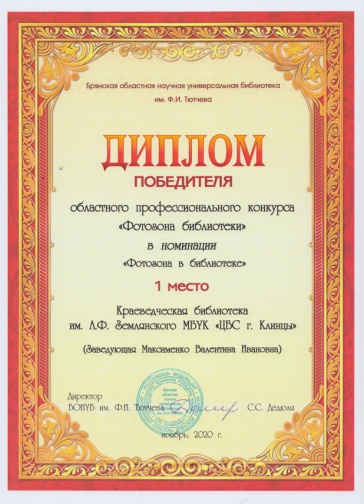 Брянская областная научная универсальная библиотека
им. Ф.И. Тютчева
ДИПЛОМ
ПОБЕДИТЕЛЯ
областного профессионального конкурса
«Фотозона библиотеки»
в номинации
«Фотозона в библиотеке»
1 место
Краеведческая библиотека
им. Л.Ф. Землянского МБУК «ЦБС г. Клинцы»
(Заведующая Максименко Валентина Ивановна)
Директор
БОНУБ им. Ф.И. Тютчева С.С. Дедюля
ноябрь, 2020 г.